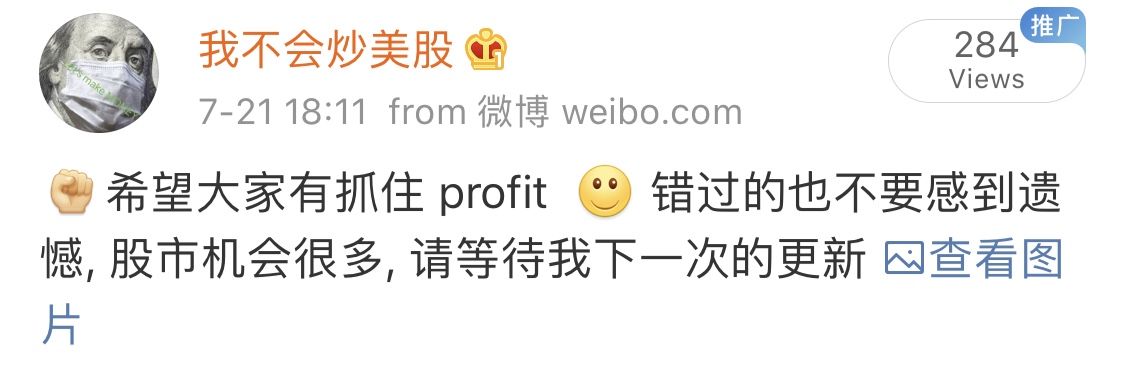 我不会炒美股
7-21 18:11 from 微博 weibo.com
284
Views
推广
希望大家有抓住 profit 错过的也不要感到遗
憾, 股市机会很多, 请等待我下一次的更新 查看图
片